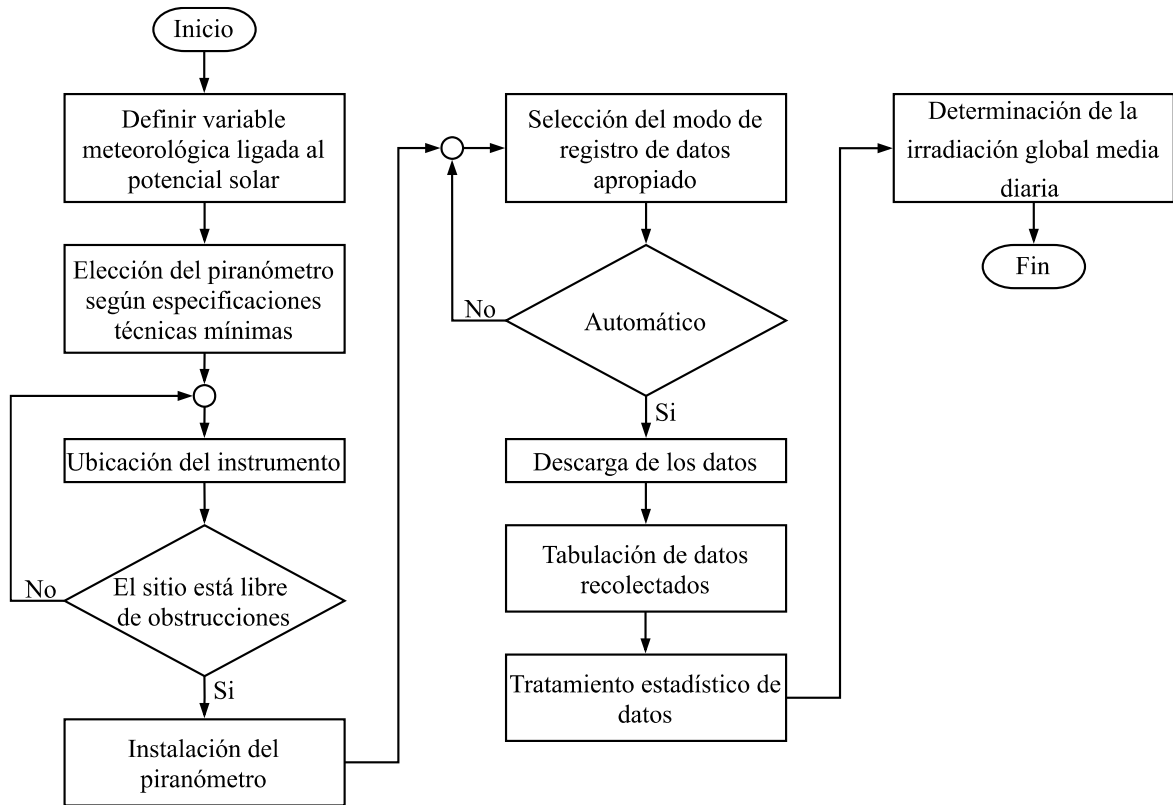 Inicio
Definir variable
meteorológica ligada al
potencial solar
Elección del piranómetro
según especificaciones
técnicas mínimas
Ubicación del instrumento
No
El sitio está libre
de obstrucciones
Si
Instalación del
piranómetro
Selección del modo de
registro de datos
apropiado
No
Automático
Si
Descarga de los datos
Tabulación de datos
recolectados
Tratamiento estadístico de
datos
Determinación de la
irradiación global media
diaria
Fin